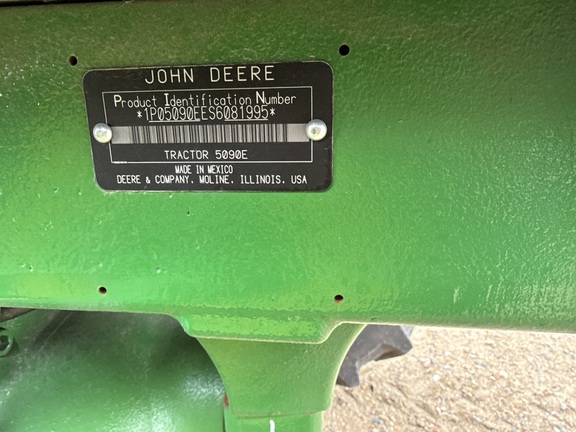 JOHN DEERE
Product Identification Number
*1P05090EES6081995*
TRACTOR 5090E
MADE IN MEXICO
DEERE & COMPANY, MOLINE, ILLINOIS, USA